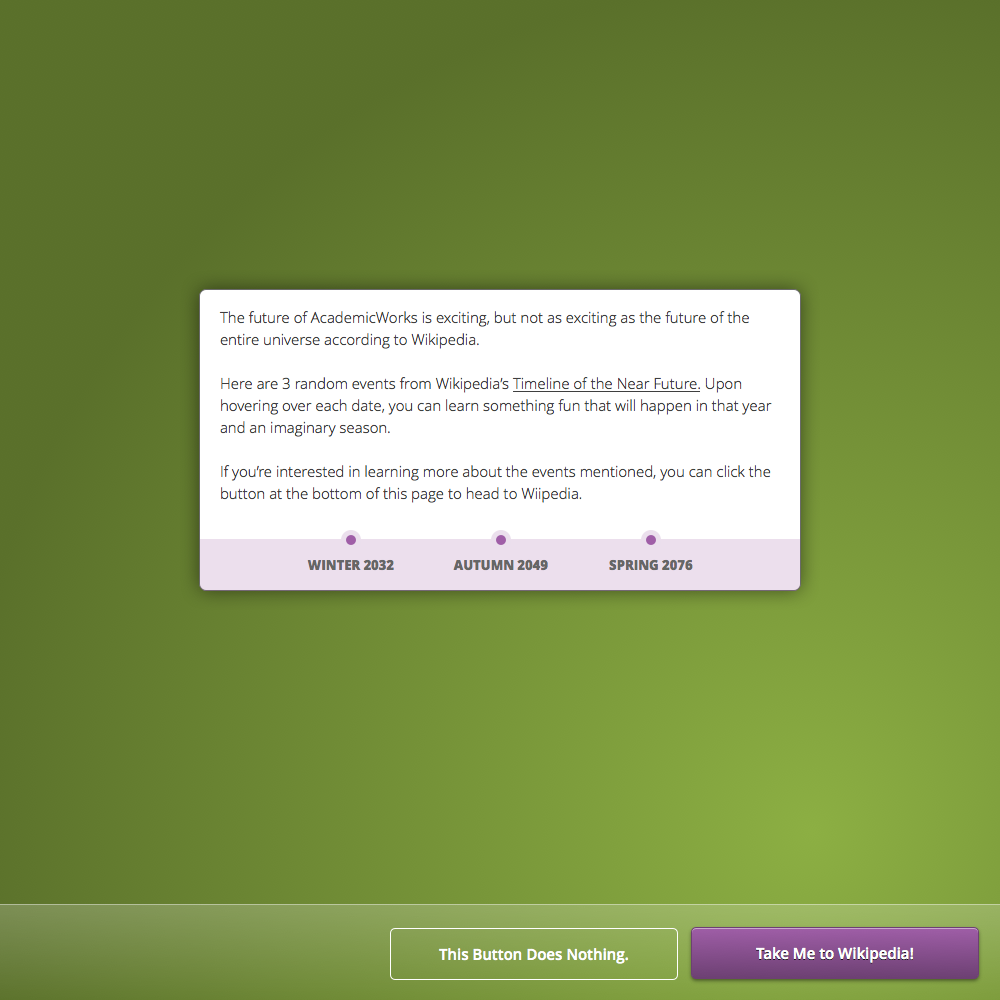 The future of AcademicWorks is exciting, but not as exciting as the future of the
entire universe according to Wikipedia.
Here are 3 random events from Wikipedia’s Timeline of the Near Future. Upon
hovering over each date, you can learn something fun that will happen in that year
and an imaginary season.
If you’re interested in learning more about the events mentioned, you can click the
button at the bottom of this page to head to Wiipedia.
WINTER 2032 AUTUMN 2049 SPRING 2076
This Button Does Nothing. Take Me to Wikipedia!